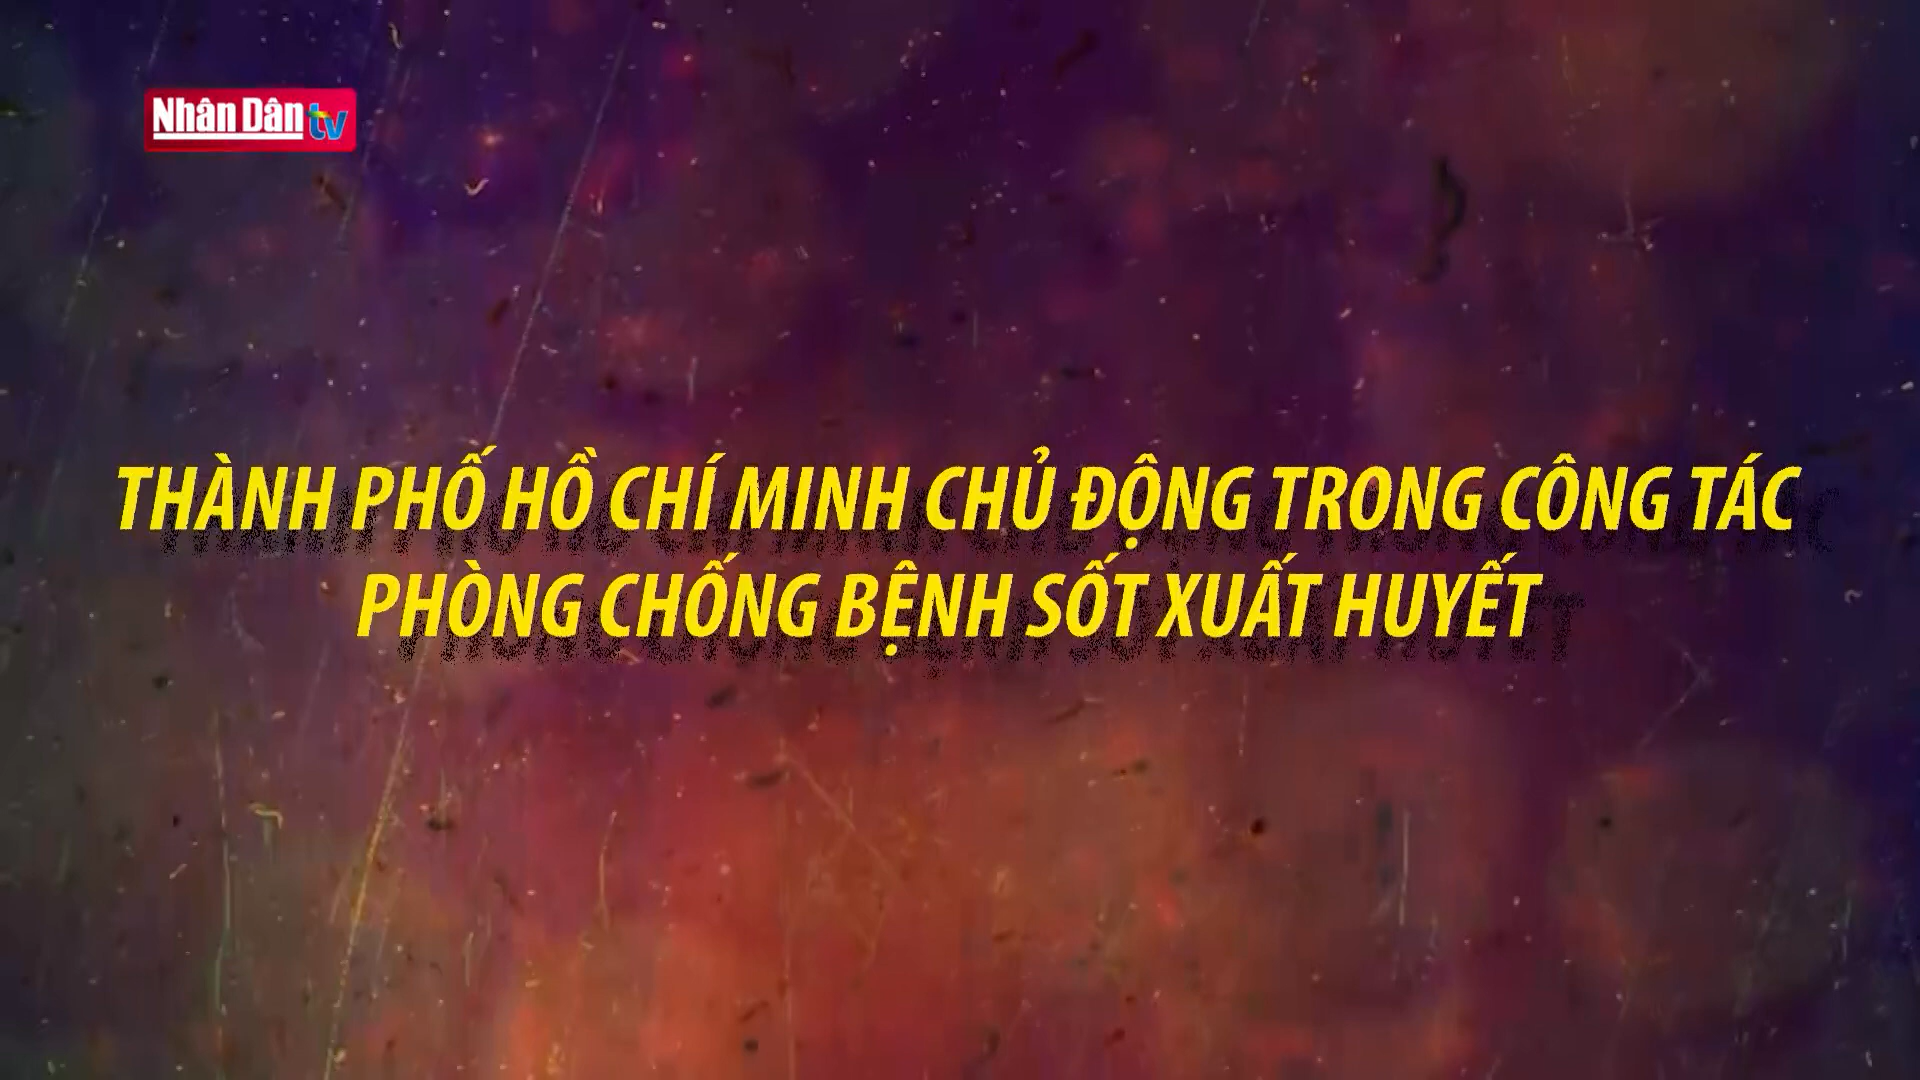 Nhân Dân tv
THÀNH PHỐ HỒ CHÍ MINH CHỦ ĐỘNG TRONG CÔNG TÁC
PHÒNG CHỐNG BỆNH SỐT XUẤT HUYẾT